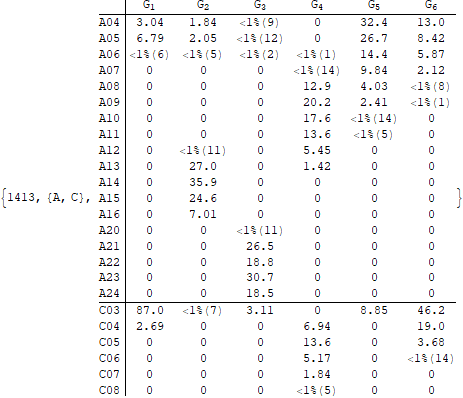 G1 G2 G3 G4 G5 G6
A04 3.04 1.84 <1%(9) 0 32.4 13.0
A05 6.79 2.05 <1%(12) 0 26.7 8.42
A06 <1%(6) <1%(5) <1%(2) <1%(1) 14.4 5.87
A07 0 0 0 <1%(14) 9.84 2.12
A08 0 0 0 12.9 4.03 <1%(8)
A09 0 0 0 20.2 2.41 <1%(1)
A10 0 0 0 17.6 <1%(14) 0
A11 0 0 0 13.6 <1%(5) 0
A12 0 <1%(11) 0 5.45 0 0
A13 0 27.0 0 1.42 0 0
A14 0 35.9 0 0 0 0
{1413, {A, C}, A15 0 24.6 0 0 0 0 }
A16 0 7.01 0 0 0 0
A20 0 0 <1%(11) 0 0 0
A21 0 0 26.5 0 0 0
A22 0 0 18.8 0 0 0
A23 0 0 30.7 0 0 0
A24 0 0 18.5 0 0 0
C03 87.0 <1%(7) 3.11 0 8.85 46.2
C04 2.69 0 0 6.94 0 19.0
C05 0 0 0 13.6 0 3.68
C06 0 0 0 5.17 0 <1%(14)
C07 0 0 0 1.84 0 0
C08 0 0 0 <1%(5) 0 0